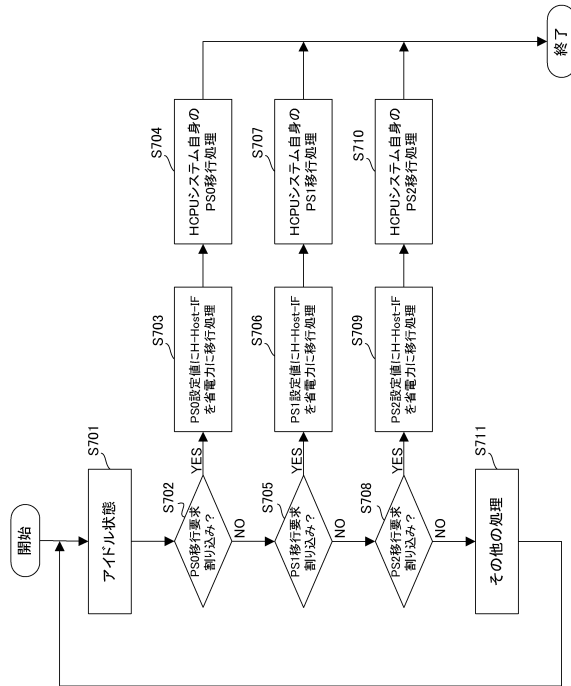 開始
S701
アイドル状態
S702
PS0移行要求
割り込み?
YES
NO
S703
PS0設定値にH-Host-IF
を省電力に移行処理
S704
HCPUシステム自身の
PS0移行処理
S705
PS1移行要求
割り込み?
YES
NO
S706
PS1設定値にH-Host-IF
を省電力に移行処理
S707
HCPUシステム自身の
PS1移行処理
S708
PS2移行要求
割り込み?
YES
NO
S709
PS2設定値にH-Host-IF
を省電力に移行処理
S710
HCPUシステム自身の
PS2移行処理
S711
その他の処理
終了